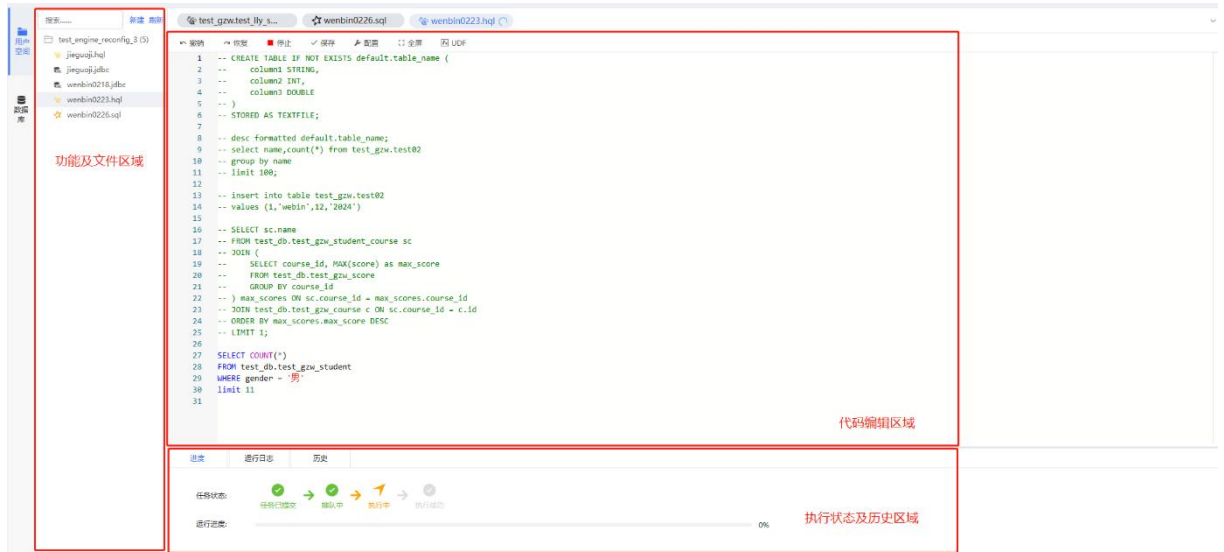 用户
空间
数据
库
搜索......
新建 刷新
test_engine_reconfig_3 (5)
jieguoji.hql
jieguoji.jdbc
wenbin0218.jdbc
wenbin0223.hql
wenbin0226.sql
功能及文件区域
test_gzw.test_lly_s...
wenbin0226.sql
wenbin0223.hql
撤销 恢复 停止 保存 配置 全屏 UDF
1 -- CREATE TABLE IF NOT EXISTS default.table_name (
2 -- column1 STRING,
3 -- column2 INT,
4 -- column3 DOUBLE
5 -- )
6 -- STORED AS TEXTFILE;
7
8 -- desc formatted default.table_name;
9 -- select name,count(*) from test_gzw.test02
10 -- group by name
11 -- limit 100;
12
13 -- insert into table test_gzw.test02
14 -- values (1,'webin',12,'2024')
15
16 -- SELECT sc.name
17 -- FROM test_db.test_gzw_student_course sc
18 -- JOIN (
19 -- SELECT course_id, MAX(score) as max_score
20 -- FROM test_db.test_gzw_score
21 -- GROUP BY course_id
22 -- ) max_scores ON sc.course_id = max_scores.course_id
23 -- JOIN test_db.test_gzw_course c ON sc.course_id = c.id
24 -- ORDER BY max_scores.max_score DESC
25 -- LIMIT 1;
26
27 SELECT COUNT(*)
28 FROM test_db.test_gzw_student
29 WHERE gender = '男'
30 limit 11
31
代码编辑区域
进度 运行日志 历史
任务状态:
任务已提交 排队中 执行中 执行成功
运行进度:
0%
执行状态及历史区域